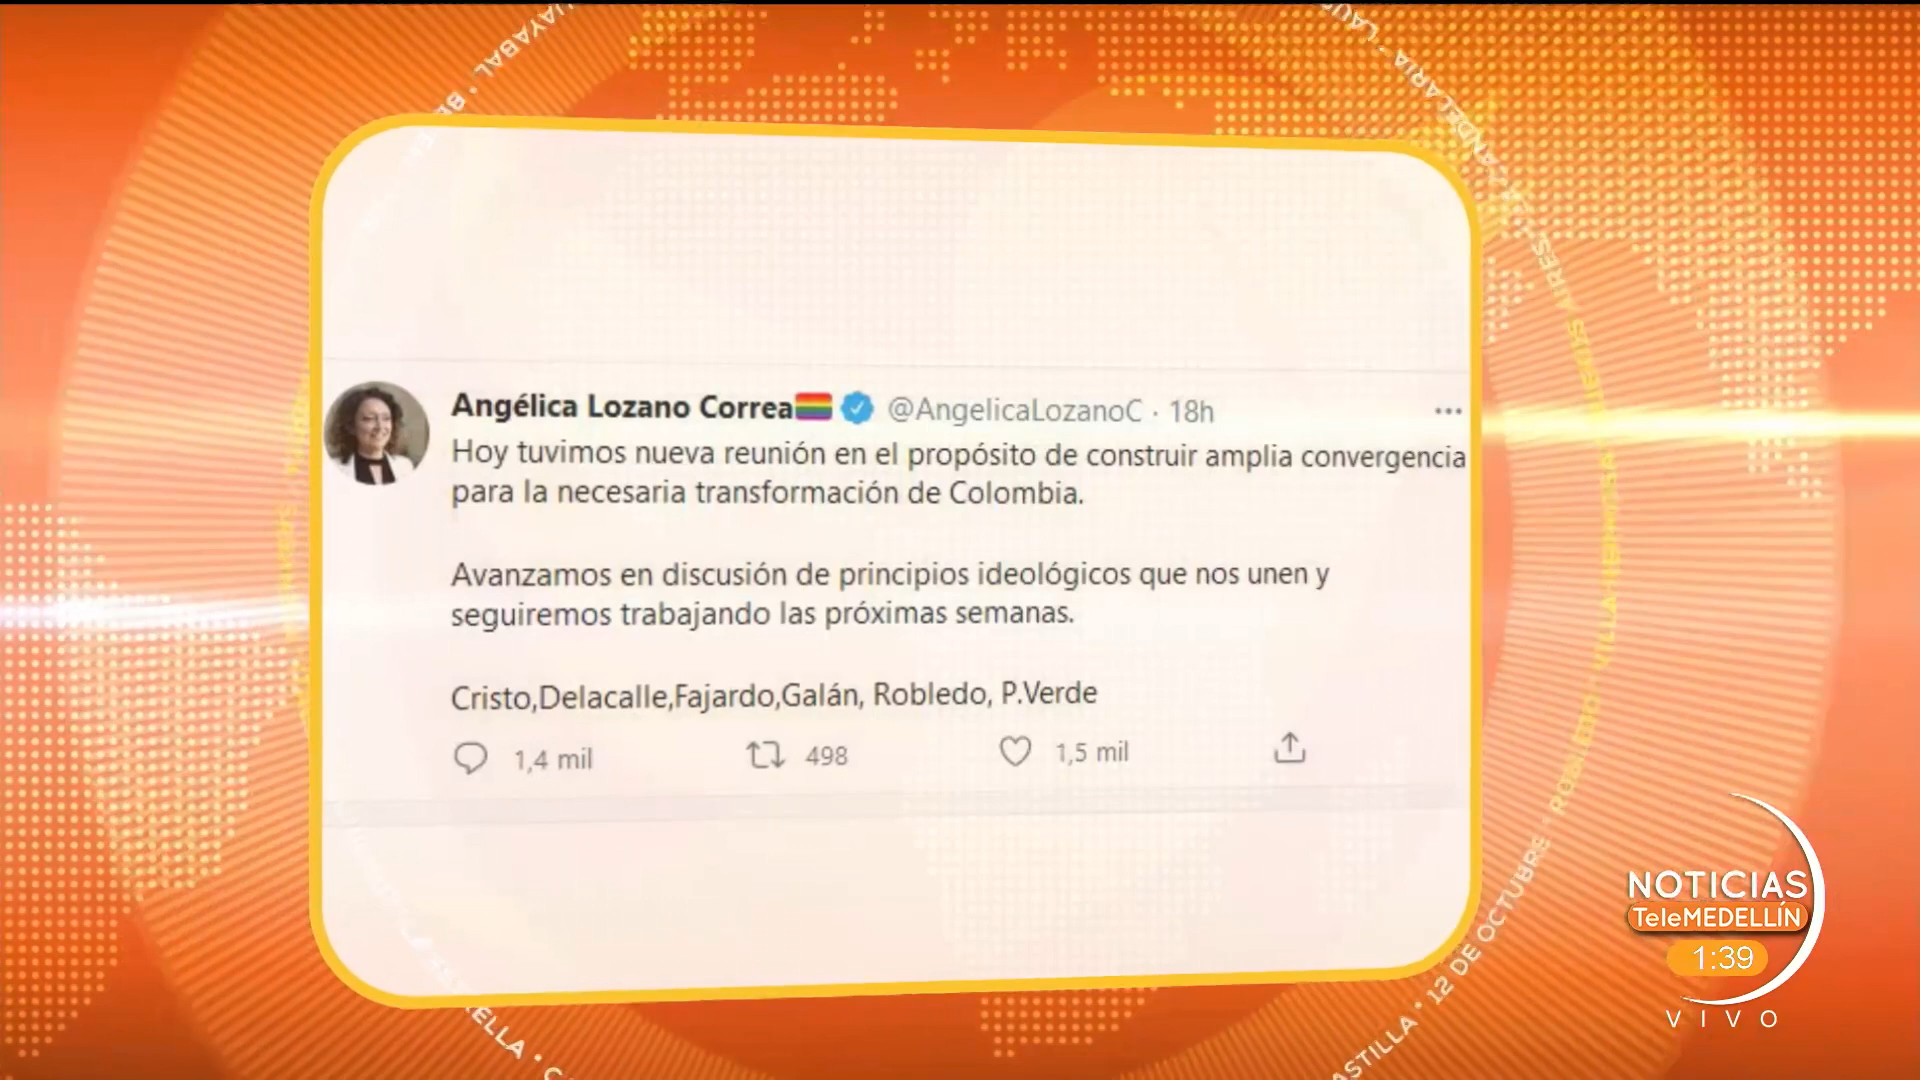 Angélica Lozano Correa🏳️‍🌈 @AngelicaLozanoC · 18h
Hoy tuvimos nueva reunión en el propósito de construir amplia convergencia
para la necesaria transformación de Colombia.
Avanzamos en discusión de principios ideológicos que nos unen y
seguiremos trabajando las próximas semanas.
Cristo,Delacalle,Fajardo,Galán, Robledo, P.Verde
1,4 mil 498 1,5 mil
NOTICIAS
TeleMEDELLÍN
1:39
VIVO
12 DE OCTUBRE · ROBLEDO · VILLA HERMOSA